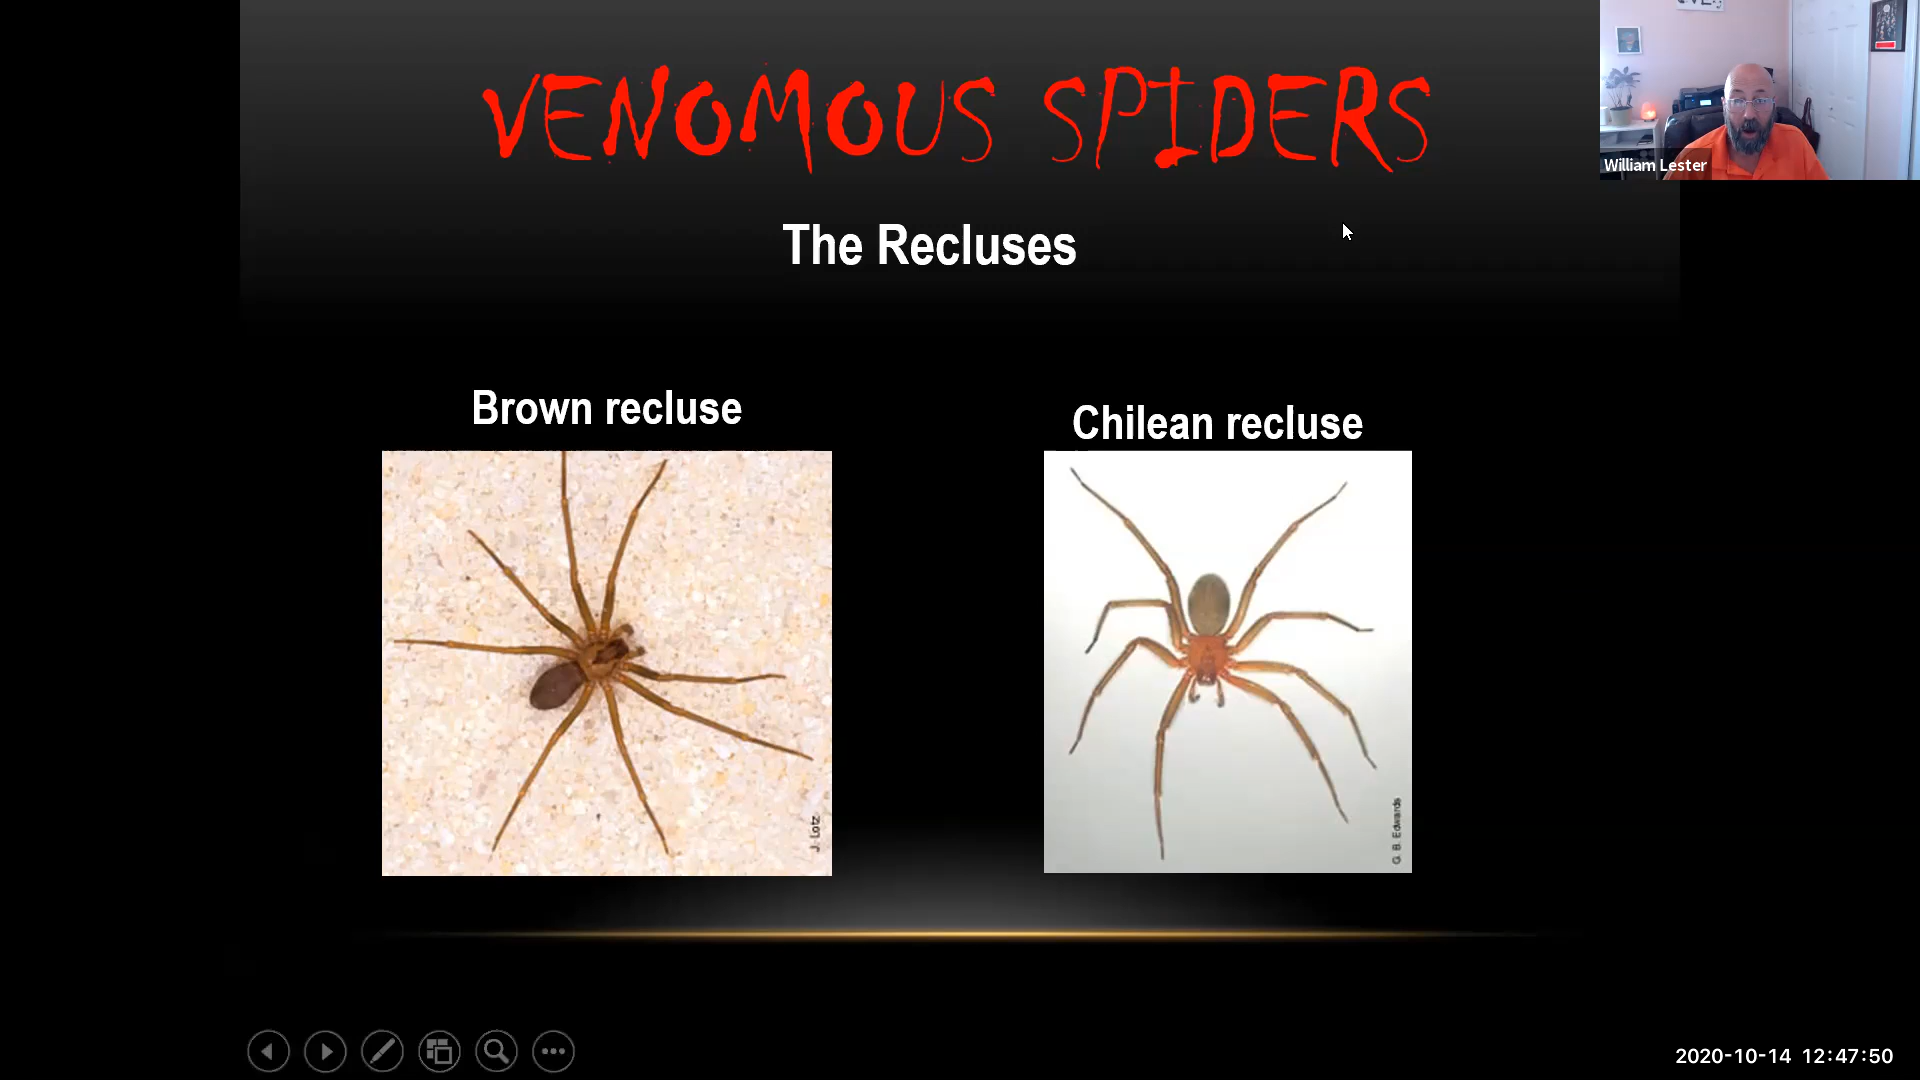 VENOMOUS SPIDERS
The Recluses
William Lester
Brown recluse
Chilean recluse
J. Lotz
G. B. Edwards
2020-10-14 12:47:50